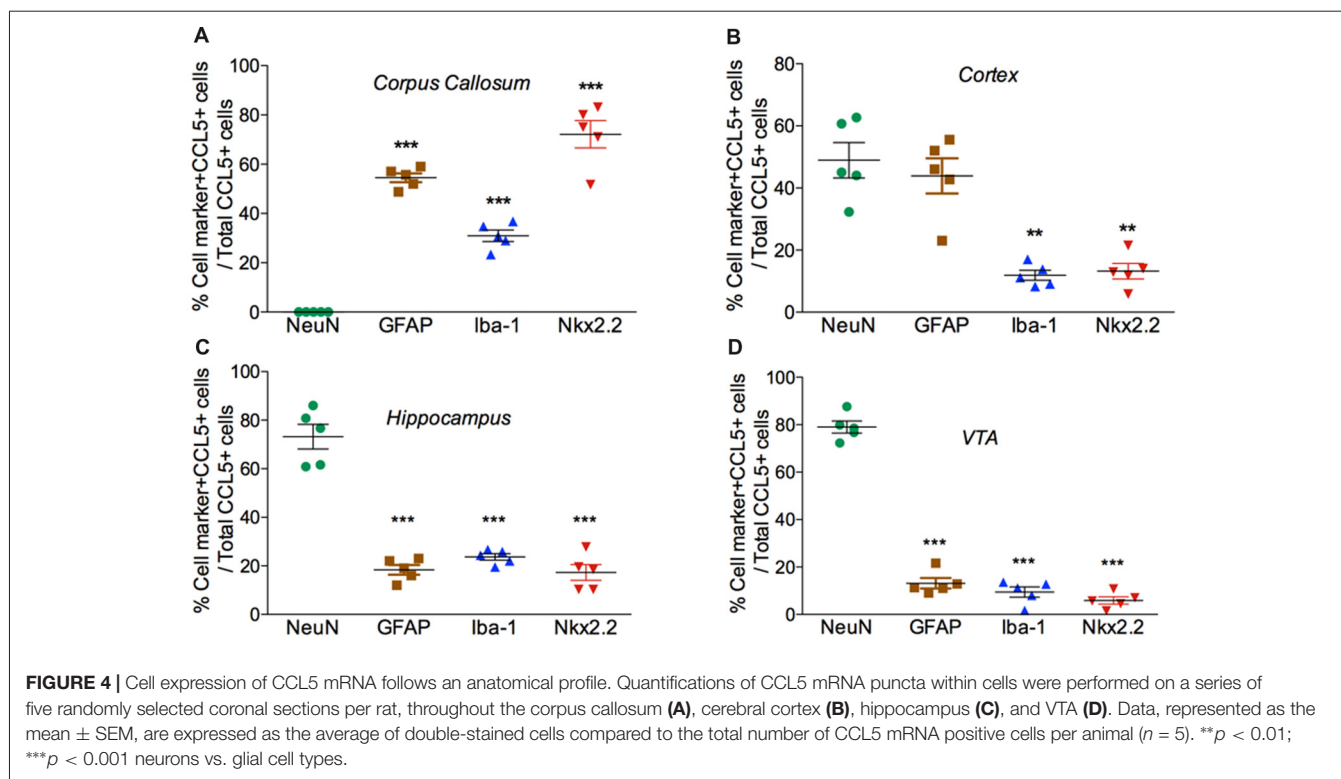 A
% Cell marker+CCL5+ cells
/ Total CCL5+ cells
100
80
60
40
20
0
Corpus Callosum
***
***
***
NeuN
GFAP
Iba-1
Nkx2.2
B
% Cell marker+CCL5+ cells
/ Total CCL5+ cells
80
60
40
20
0
Cortex
**
**
NeuN
GFAP
Iba-1
Nkx2.2
C
% Cell marker+CCL5+ cells
/ Total CCL5+ cells
100
80
60
40
20
0
Hippocampus
***
***
***
NeuN
GFAP
Iba-1
Nkx2.2
D
% Cell marker+CCL5+ cells
/ Total CCL5+ cells
100
80
60
40
20
0
VTA
***
***
***
NeuN
GFAP
Iba-1
Nkx2.2
FIGURE 4 | Cell expression of CCL5 mRNA follows an anatomical profile. Quantifications of CCL5 mRNA puncta within cells were performed on a series of
five randomly selected coronal sections per rat, throughout the corpus callosum (A), cerebral cortex (B), hippocampus (C), and VTA (D). Data, represented as the
mean ± SEM, are expressed as the average of double-stained cells compared to the total number of CCL5 mRNA positive cells per animal (n = 5). **p < 0.01;
***p < 0.001 neurons vs. glial cell types.